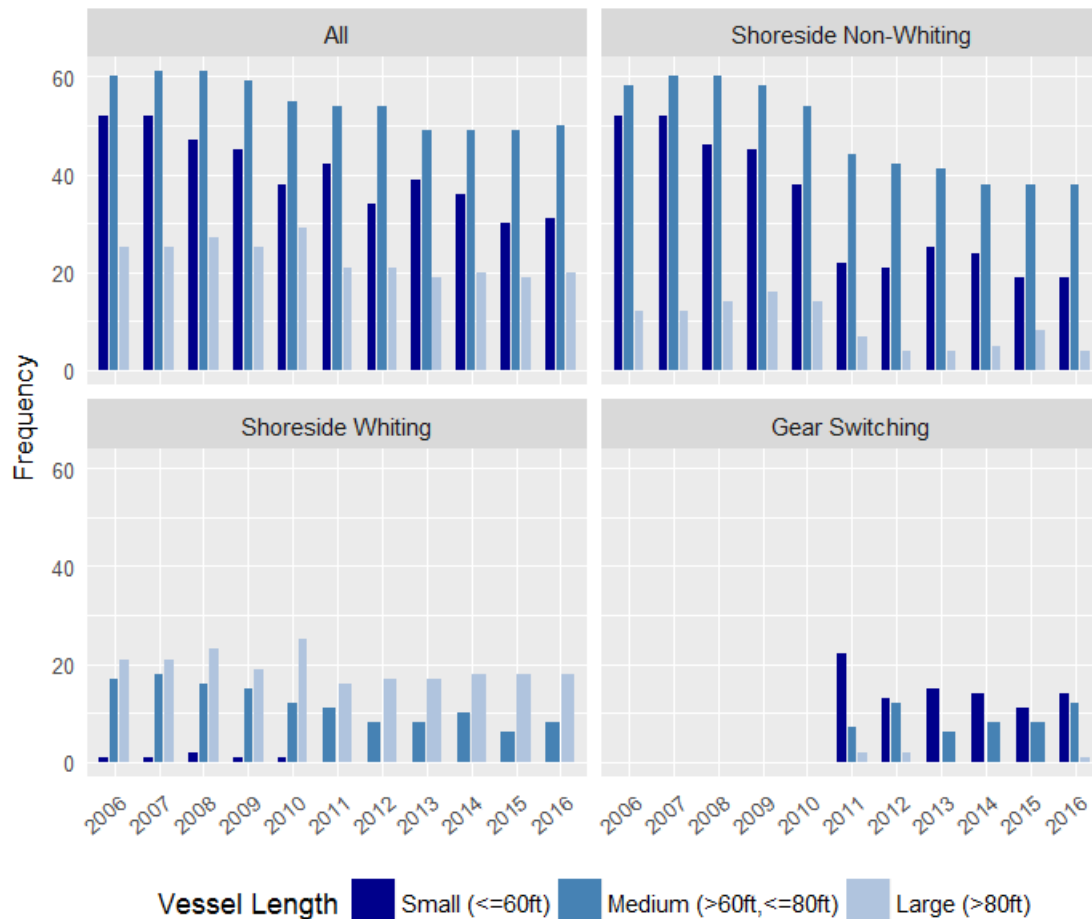 All
Shoreside Non-Whiting
60
40
20
0
Frequency
Shoreside Whiting
Gear Switching
60
40
20
0
2006 2007 2008 2009 2010 2011 2012 2013 2014 2015 2016
2006 2007 2008 2009 2010 2011 2012 2013 2014 2015 2016
Vessel Length Small (<=60ft) Medium (>60ft,<=80ft) Large (>80ft)